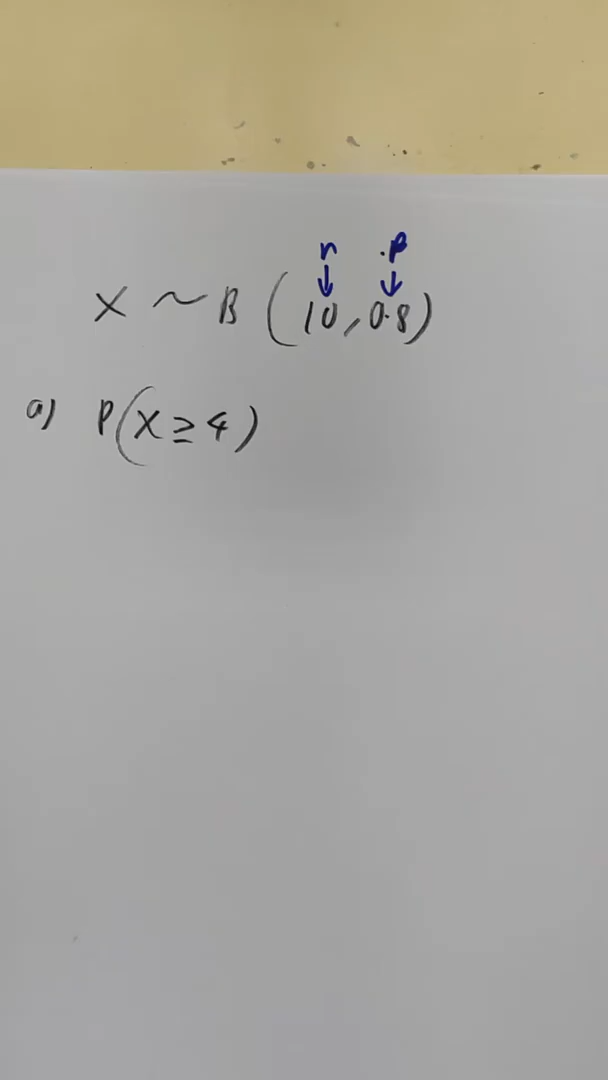 n .p
↓ ↓
X ~ B (10, 0.8)
a) P(X ≥ 4)